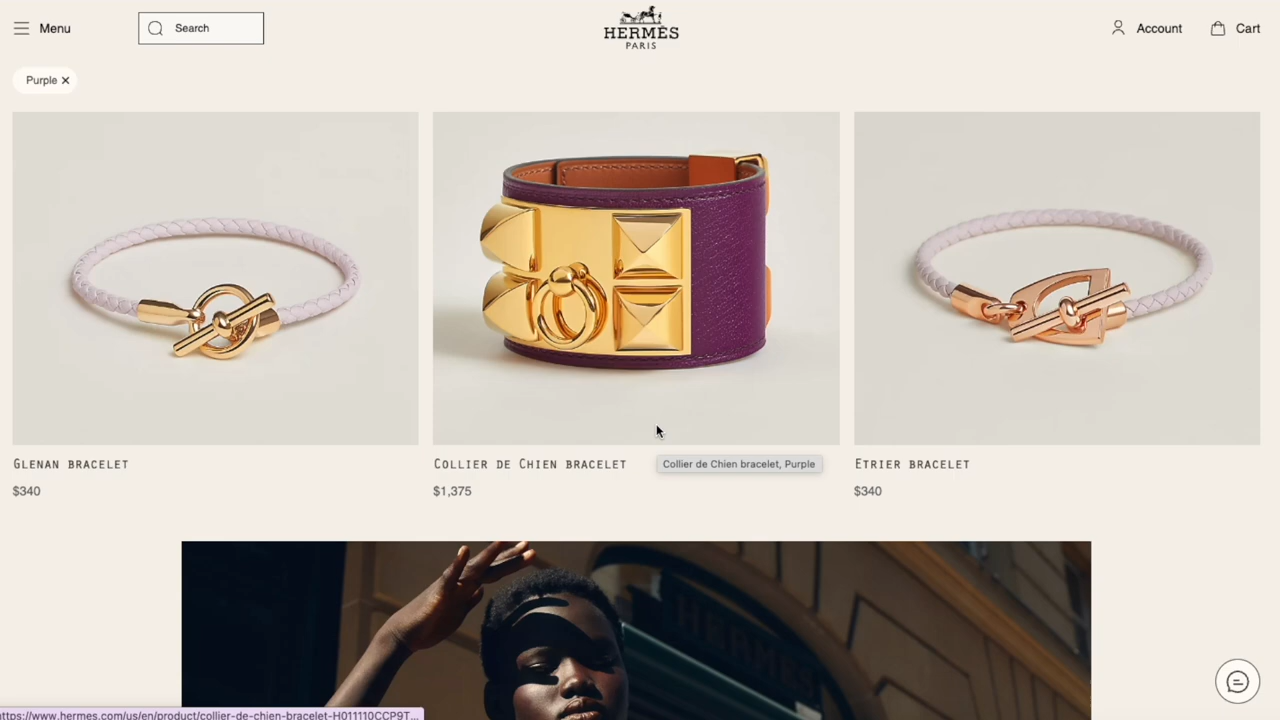 Menu
Search
HERMÈS
PARIS
Account
Cart
Purple
GLENAN BRACELET
$340
COLLIER DE CHIEN BRACELET
$1,375
Collier de Chien bracelet, Purple
ETRIER BRACELET
$340
HERMES
https://www.hermes.com/us/en/product/collier-de-chien-bracelet-H011110CCP9T...